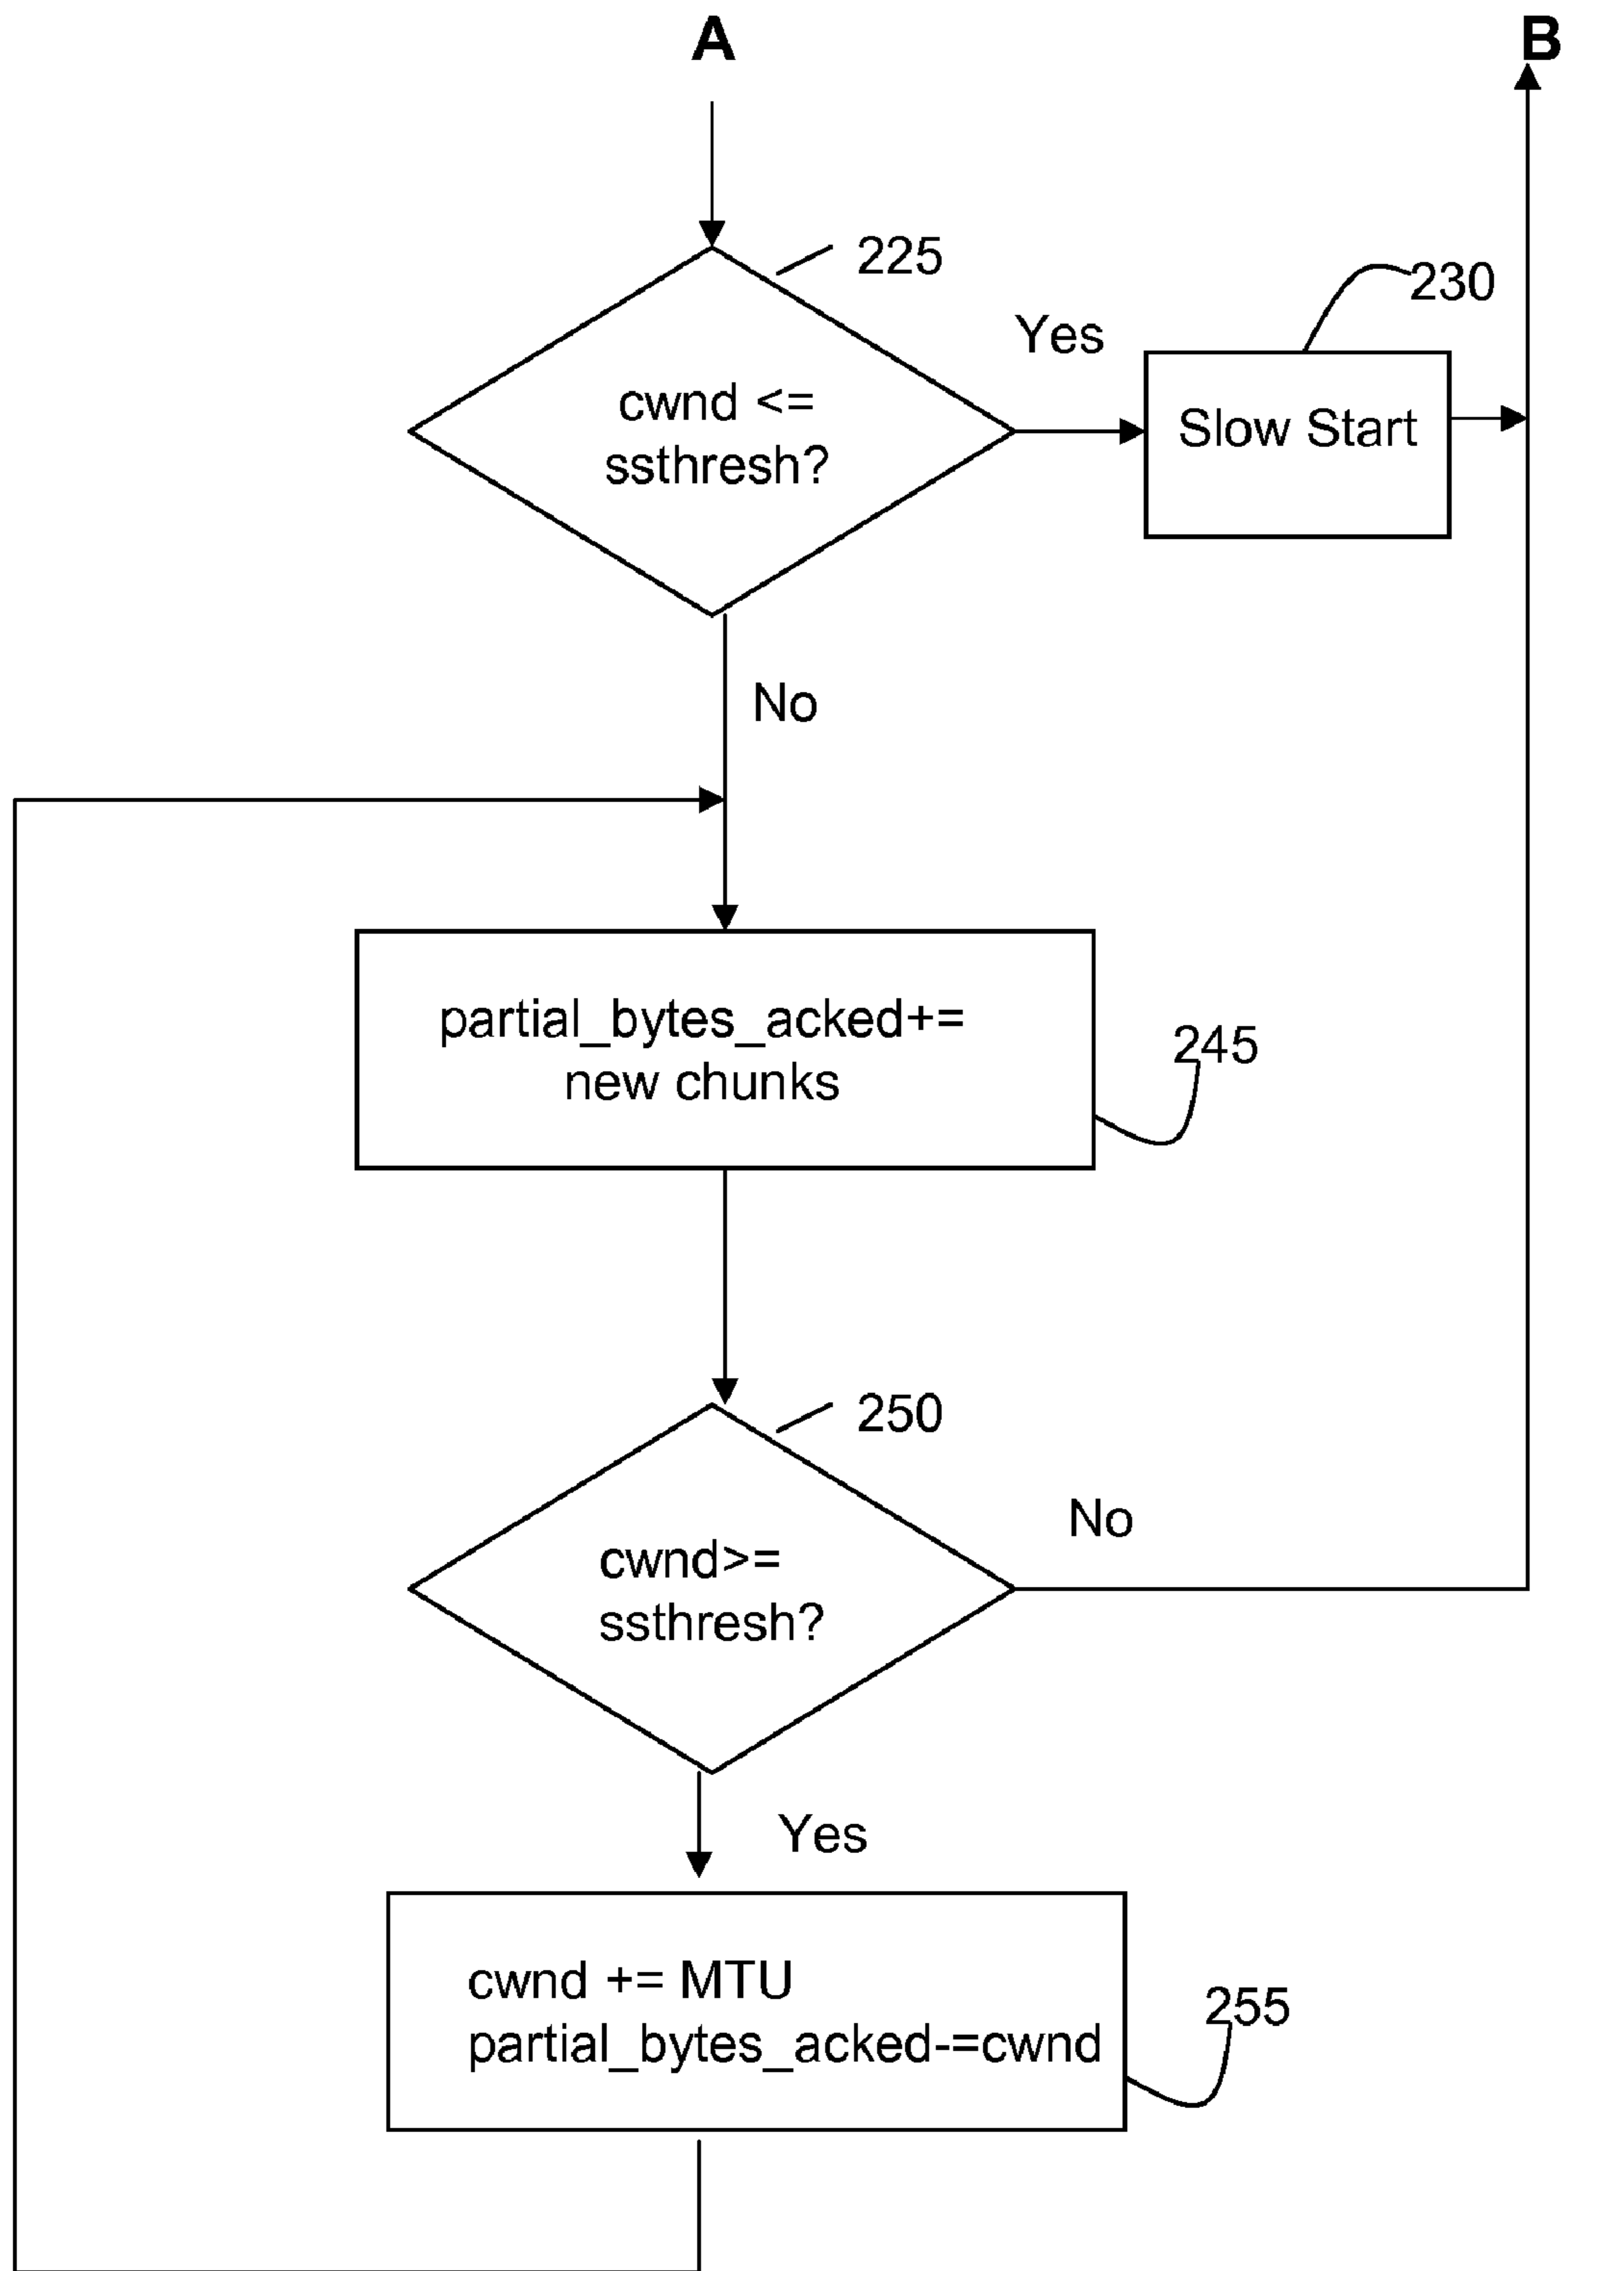 A
B
225
230
Yes
cwnd <=
ssthresh?
Slow Start
No
partial_bytes_acked+=
new chunks
245
250
No
cwnd>=
ssthresh?
Yes
cwnd += MTU
partial_bytes_acked-=cwnd
255